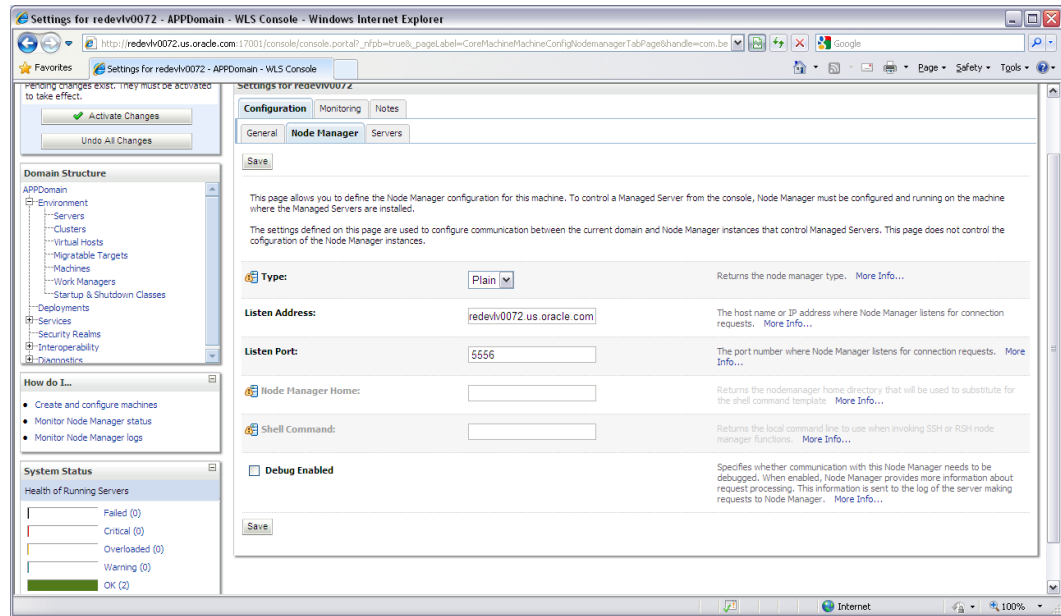 Settings for redevlv0072 - APPDomain - WLS Console - Windows Internet Explorer
http://redevlv0072.us.oracle.com:17001/console/console.portal?_nfpb=true&_pageLabel=CoreMachineMachineConfigNodemanagerTabPage&handle=com.be
Google
Favorites
Settings for redevlv0072 - APPDomain - WLS Console
Page
Safety
Tools
Pending changes exist. They must be activated
to take effect.
Activate Changes
Undo All Changes
Domain Structure
APPDomain
Environment
Servers
Clusters
Virtual Hosts
Migratable Targets
Machines
Work Managers
Startup & Shutdown Classes
Deployments
Services
Security Realms
Interoperability
Diagnostics
How do I...
Create and configure machines
Monitor Node Manager status
Monitor Node Manager logs
System Status
Health of Running Servers
Failed (0)
Critical (0)
Overloaded (0)
Warning (0)
OK (2)
Settings for redevlv0072
Configuration Monitoring Notes
General Node Manager Servers
Save
This page allows you to define the Node Manager configuration for this machine. To control a Managed Server from the console, Node Manager must be configured and running on the machine
where the Managed Servers are installed.
The settings defined on this page are used to configure communication between the current domain and Node Manager instances that control Managed Servers. This page does not control the
cofiguration of the Node Manager instances.
Type: Plain Returns the node manager type. More Info...
Listen Address: redevlv0072.us.oracle.com The host name or IP address where Node Manager listens for connection
requests. More Info...
Listen Port: 5556 The port number where Node Manager listens for connection requests. More
Info...
Node Manager Home: Returns the nodemanager home directory that will be used to substitute for
the shell command template More Info...
Shell Command: Returns the local command line to use when invoking SSH or RSH node
manager functions. More Info...
Debug Enabled Specifies whether communication with this Node Manager needs to be
debugged. When enabled, Node Manager provides more information about
request processing. This information is sent to the log of the server making
requests to Node Manager. More Info...
Save
Internet
100%